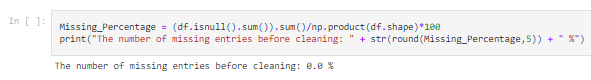 In [ ]:
Missing_Percentage = (df.isnull().sum()).sum()/np.product(df.shape)*100
print("The number of missing entries before cleaning: " + str(round(Missing_Percentage,5)) + " %")
The number of missing entries before cleaning: 0.0 %